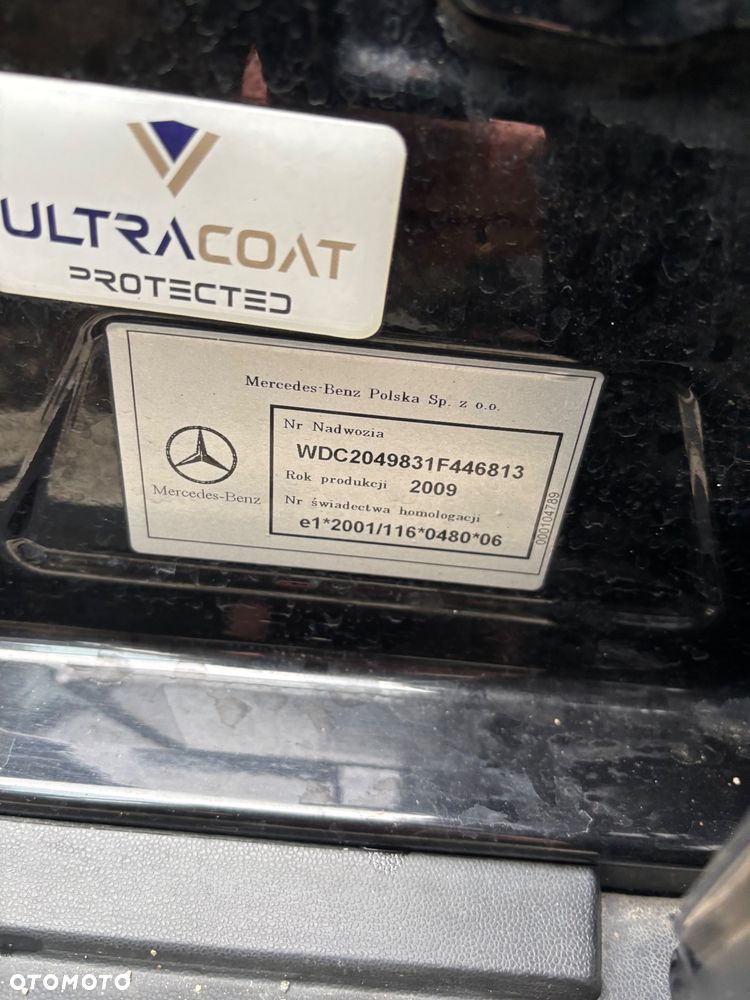 ULTRACOAT
PROTECTED
Mercedes-Benz Polska Sp. z o.o.
Nr Nadwozia
WDC2049831F446813
Rok produkcji 2009
Nr świadectwa homologacji
e1*2001/116*0480*06
Mercedes-Benz
000104789
OTOMOTO